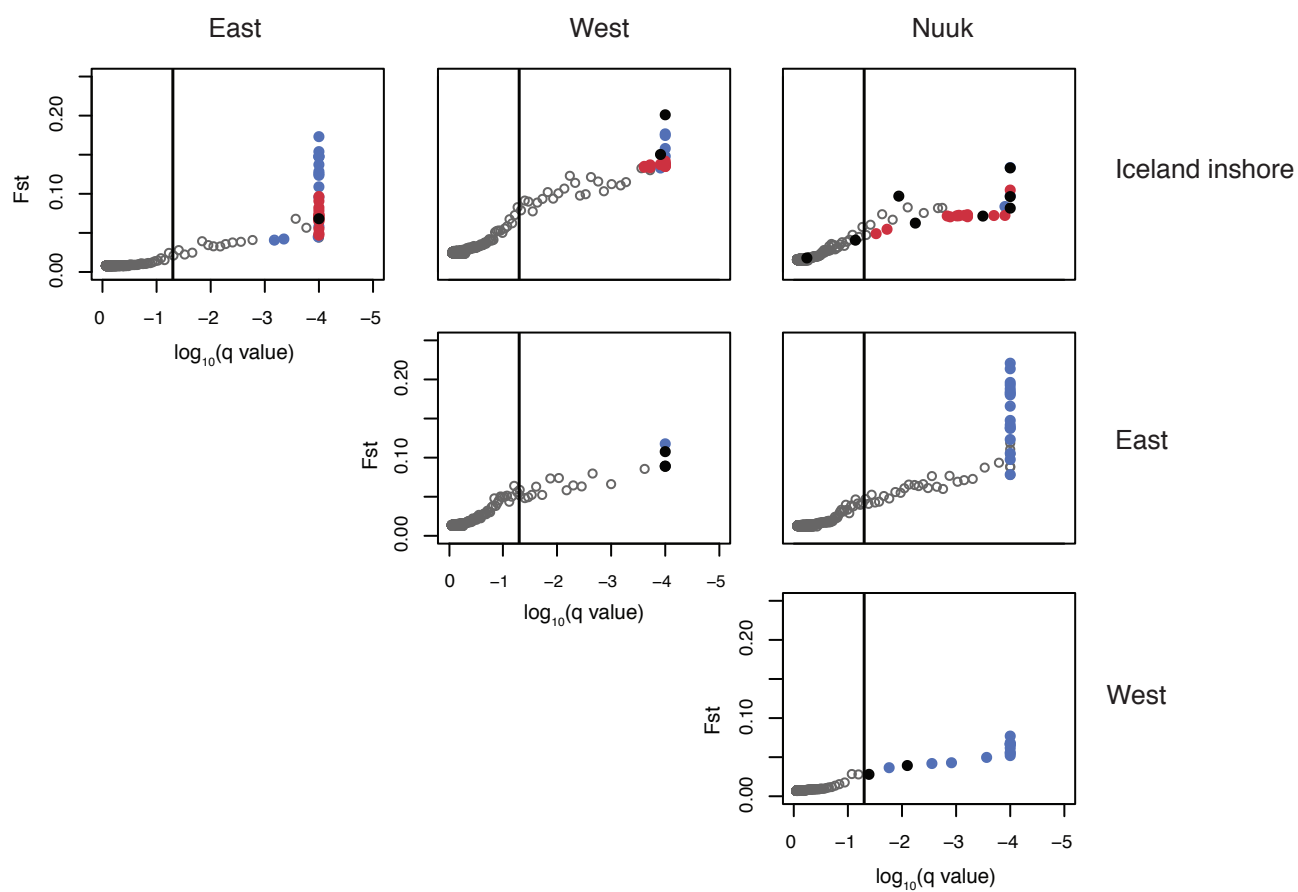 East West Nuuk
0.20
0.10
0.00
Fst
Iceland inshore
0 −1 −2 −3 −4 −5
log10(q value)
0.20
0.10
0.00
Fst
East
0 −1 −2 −3 −4 −5
log10(q value)
0.20
0.10
0.00
Fst
West
0 −1 −2 −3 −4 −5
log10(q value)